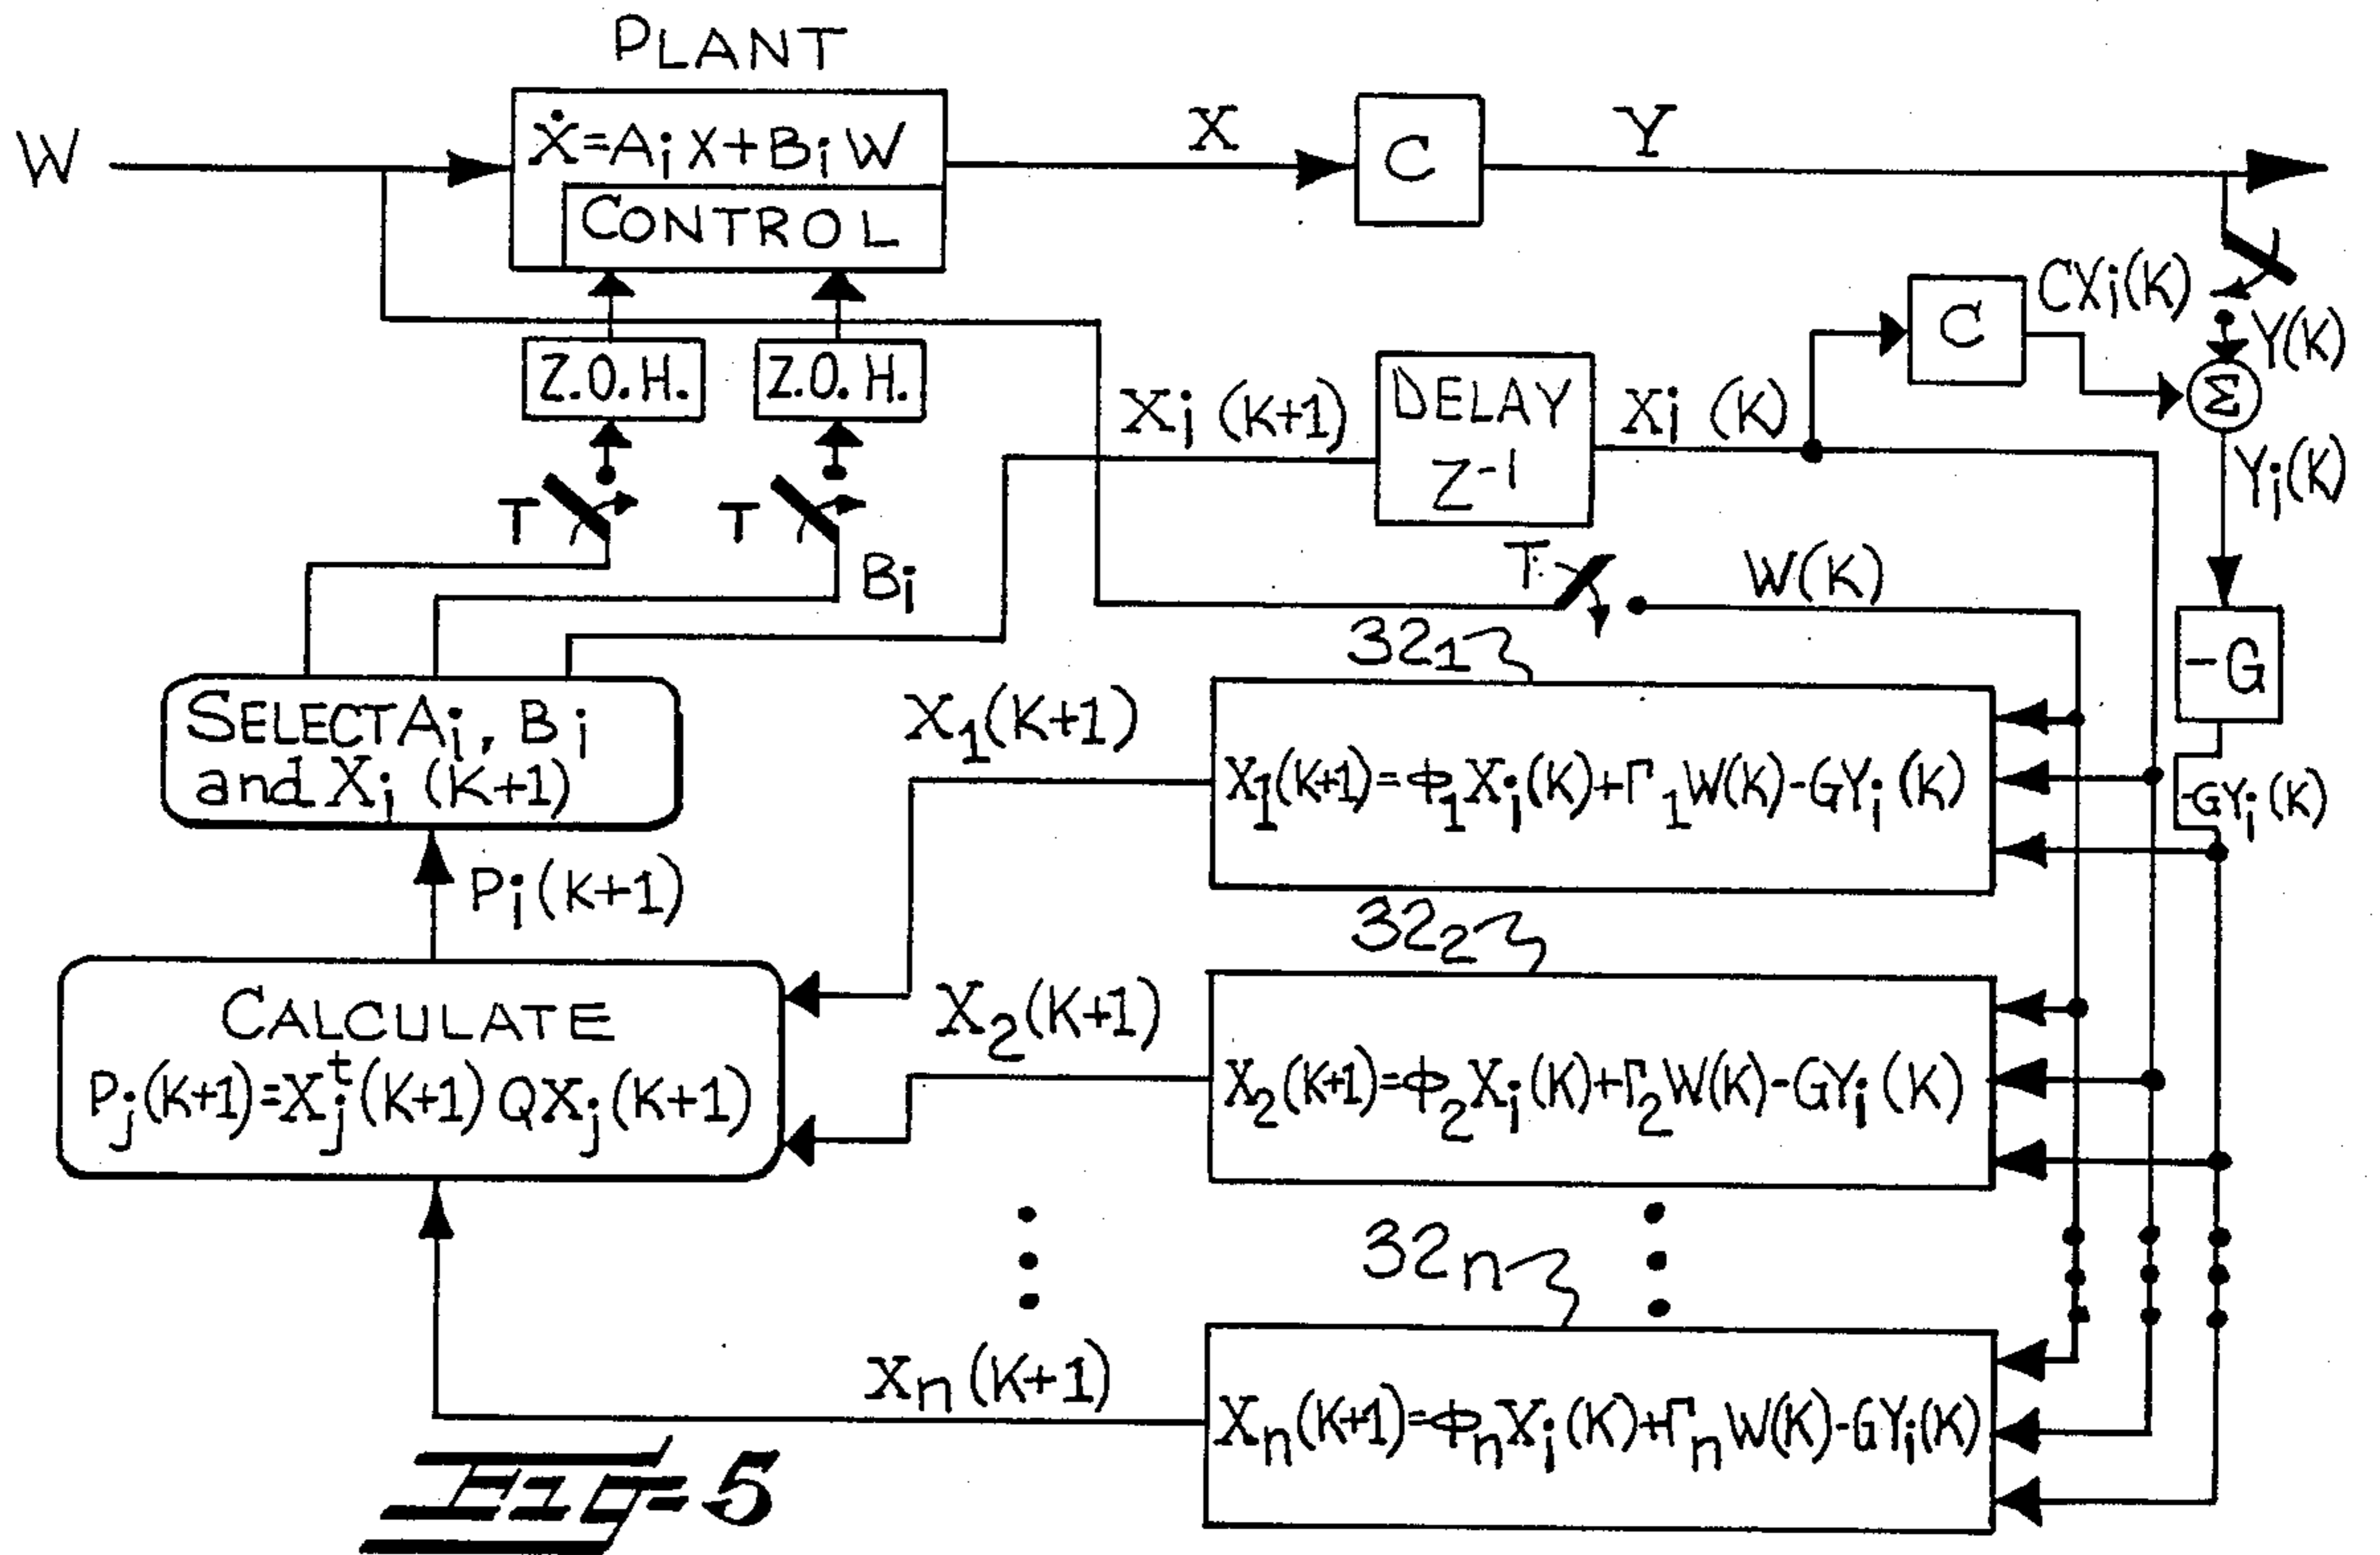 PLANT
W
Ẋ=AiX+BiW
CONTROL
X
C
Y
Z.O.H.
Z.O.H.
T
T
Bi
Xi (K+1)
DELAY
Z⁻¹
Xi (K)
C
CXi(K)
Y(K)
Σ
Yi(K)
T
W(K)
-G
-GYi(K)
SELECT Ai, Bi
and Xi (K+1)
Pi(K+1)
CALCULATE
Pj(K+1)=Xjᵗ(K+1) QXj(K+1)
X₁(K+1)
32₁
X₁(K+1)=Φ₁Xi(K)+Γ₁W(K)-GYi(K)
X₂(K+1)
32₂
X₂(K+1)=Φ₂Xi(K)+Γ₂W(K)-GYi(K)
Xn(K+1)
32n
Xn(K+1)=ΦnXi(K)+ΓnW(K)-GYi(K)
Fig-5